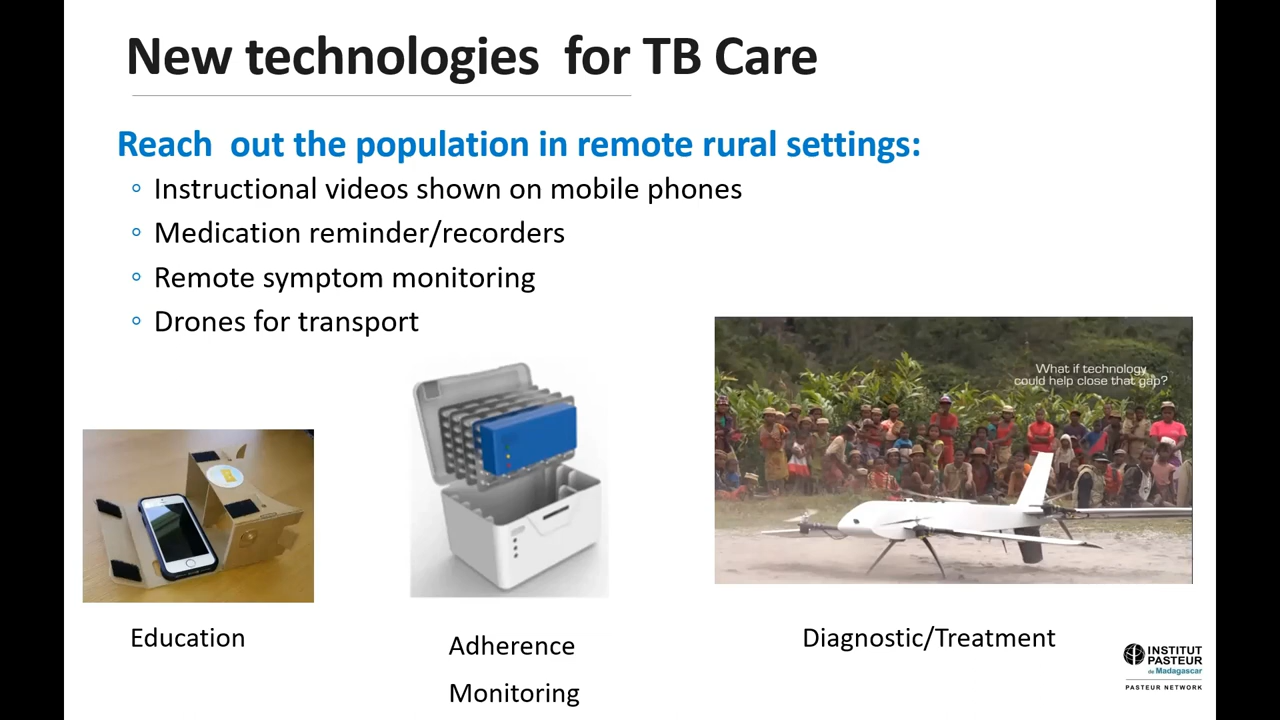 New technologies  for TB Care
Reach  out the population in remote rural settings:
◦ Instructional videos shown on mobile phones
◦ Medication reminder/recorders
◦ Remote symptom monitoring
◦ Drones for transport
What if technology
could help close that gap?
Education
Adherence
Monitoring
Diagnostic/Treatment
INSTITUT
PASTEUR
de Madagascar
PASTEUR NETWORK